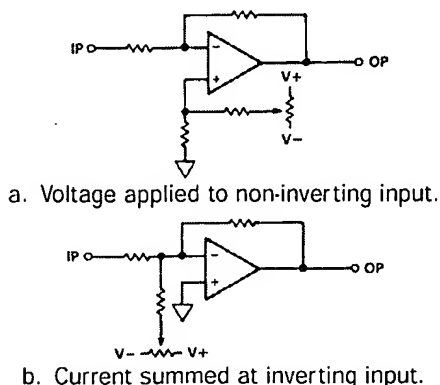 IP
OP
V+
V-
a. Voltage applied to non-inverting input.
IP
OP
V- V+
b. Current summed at inverting input.